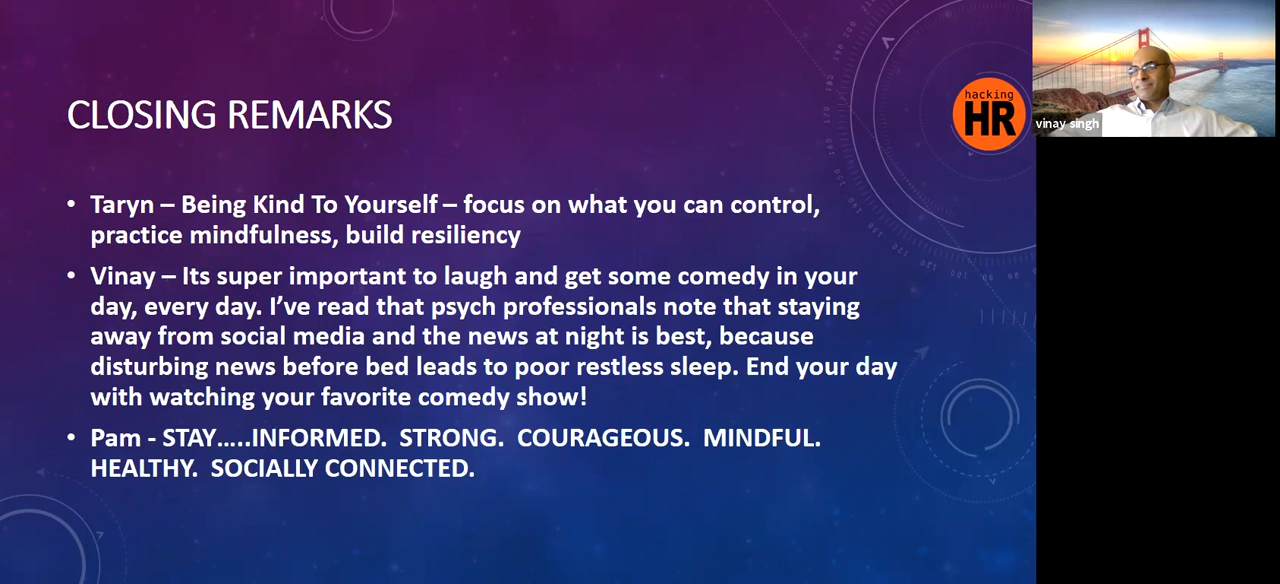 CLOSING REMARKS
hacking
HR
vinay singh
• Taryn – Being Kind To Yourself – focus on what you can control,
practice mindfulness, build resiliency
• Vinay – Its super important to laugh and get some comedy in your
day, every day. I’ve read that psych professionals note that staying
away from social media and the news at night is best, because
disturbing news before bed leads to poor restless sleep. End your day
with watching your favorite comedy show!
• Pam - STAY…..INFORMED.  STRONG.  COURAGEOUS.  MINDFUL.
HEALTHY.  SOCIALLY CONNECTED.